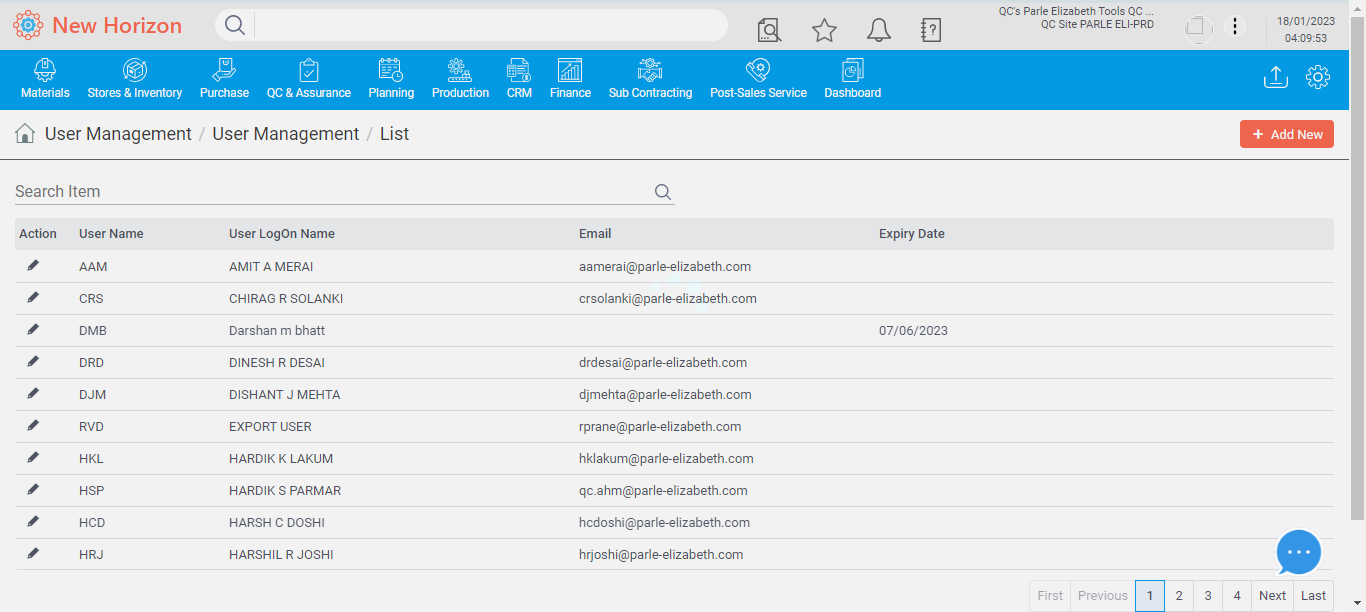 New Horizon
QC's Parle Elizabeth Tools QC ...
QC Site PARLE ELI-PRD
18/01/2023
04:09:53
Materials Stores & Inventory Purchase QC & Assurance Planning Production CRM Finance Sub Contracting Post-Sales Service Dashboard
User Management / User Management / List
+ Add New
Search Item
Action User Name User LogOn Name Email Expiry Date
AAM AMIT A MERAI aamerai@parle-elizabeth.com
CRS CHIRAG R SOLANKI crsolanki@parle-elizabeth.com
DMB Darshan m bhatt 07/06/2023
DRD DINESH R DESAI drdesai@parle-elizabeth.com
DJM DISHANT J MEHTA djmehta@parle-elizabeth.com
RVD EXPORT USER rprane@parle-elizabeth.com
HKL HARDIK K LAKUM hklakum@parle-elizabeth.com
HSP HARDIK S PARMAR qc.ahm@parle-elizabeth.com
HCD HARSH C DOSHI hcdoshi@parle-elizabeth.com
HRJ HARSHIL R JOSHI hrjoshi@parle-elizabeth.com
First Previous 1 2 3 4 Next Last